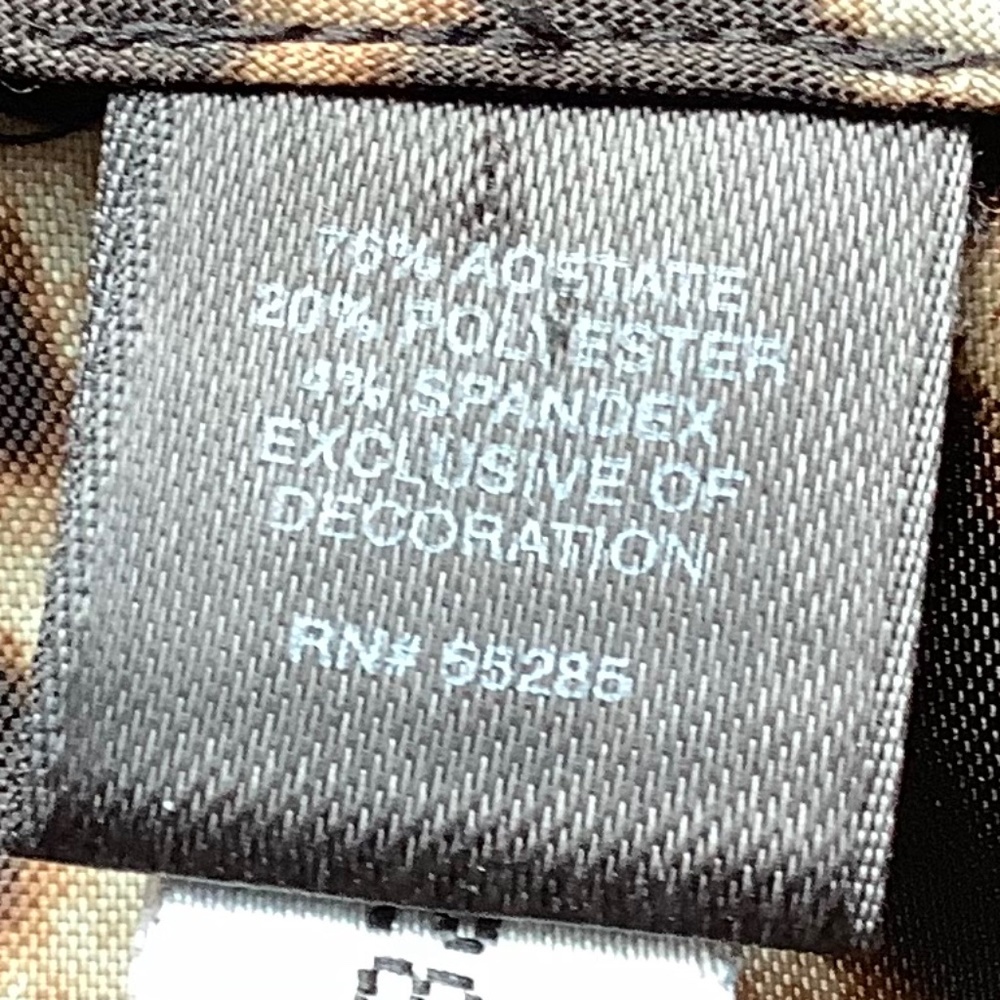 76% ACETATE
20% POLYESTER
4% SPANDEX
EXCLUSIVE OF
DECORATION
RN# 55285